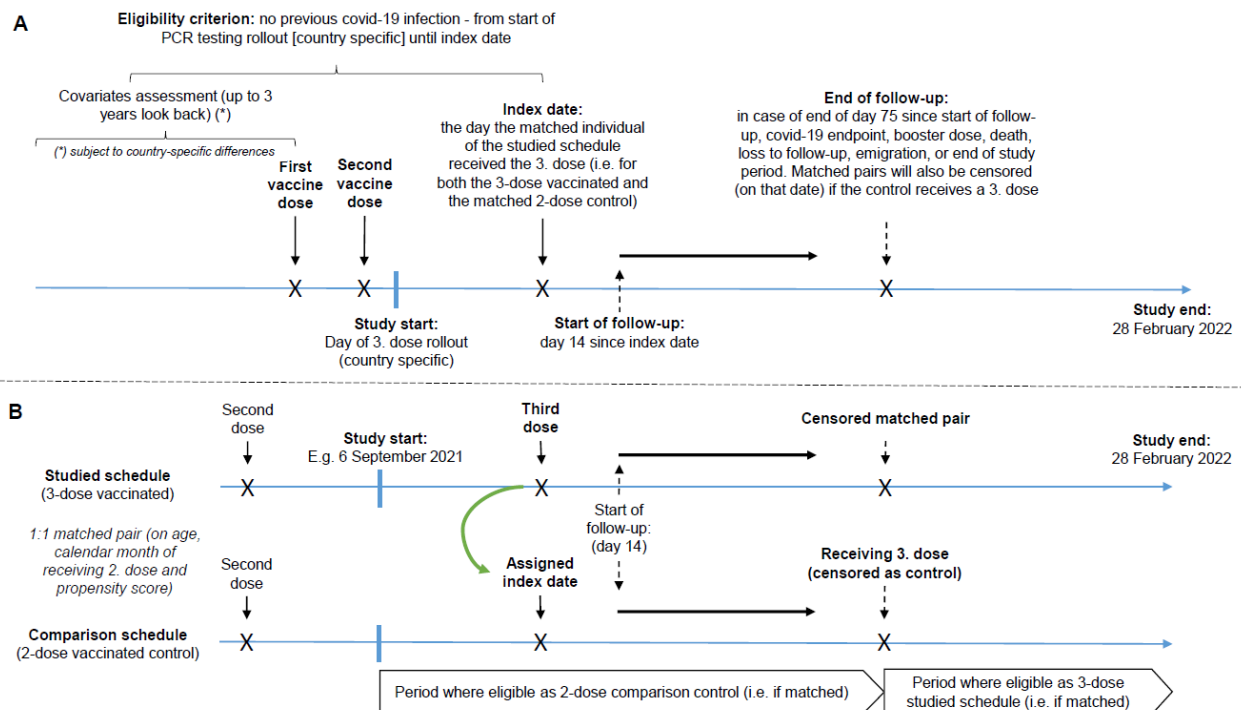 A
Eligibility criterion: no previous covid-19 infection - from start of
PCR testing rollout [country specific] until index date
Covariates assessment (up to 3
years look back) (*)
(*) subject to country-specific differences
First
vaccine
dose
Second
vaccine
dose
Index date:
the day the matched individual
of the studied schedule
received the 3. dose (i.e. for
both the 3-dose vaccinated and
the matched 2-dose control)
End of follow-up:
in case of end of day 75 since start of follow-
up, covid-19 endpoint, booster dose, death,
loss to follow-up, emigration, or end of study
period. Matched pairs will also be censored
(on that date) if the control receives a 3. dose
X
X
X
X
Study start:
Day of 3. dose rollout
(country specific)
Start of follow-up:
day 14 since index date
Study end:
28 February 2022
B
Second
dose
Study start:
E.g. 6 September 2021
Third
dose
Censored matched pair
Study end:
28 February 2022
Studied schedule
(3-dose vaccinated)
X
X
X
1:1 matched pair (on age,
calendar month of
receiving 2. dose and
propensity score)
Start of
follow-up:
(day 14)
Second
dose
Assigned
index date
Receiving 3. dose
(censored as control)
Comparison schedule
(2-dose vaccinated control)
X
X
X
Period where eligible as 2-dose comparison control (i.e. if matched)
Period where eligible as 3-dose
studied schedule (i.e. if matched)